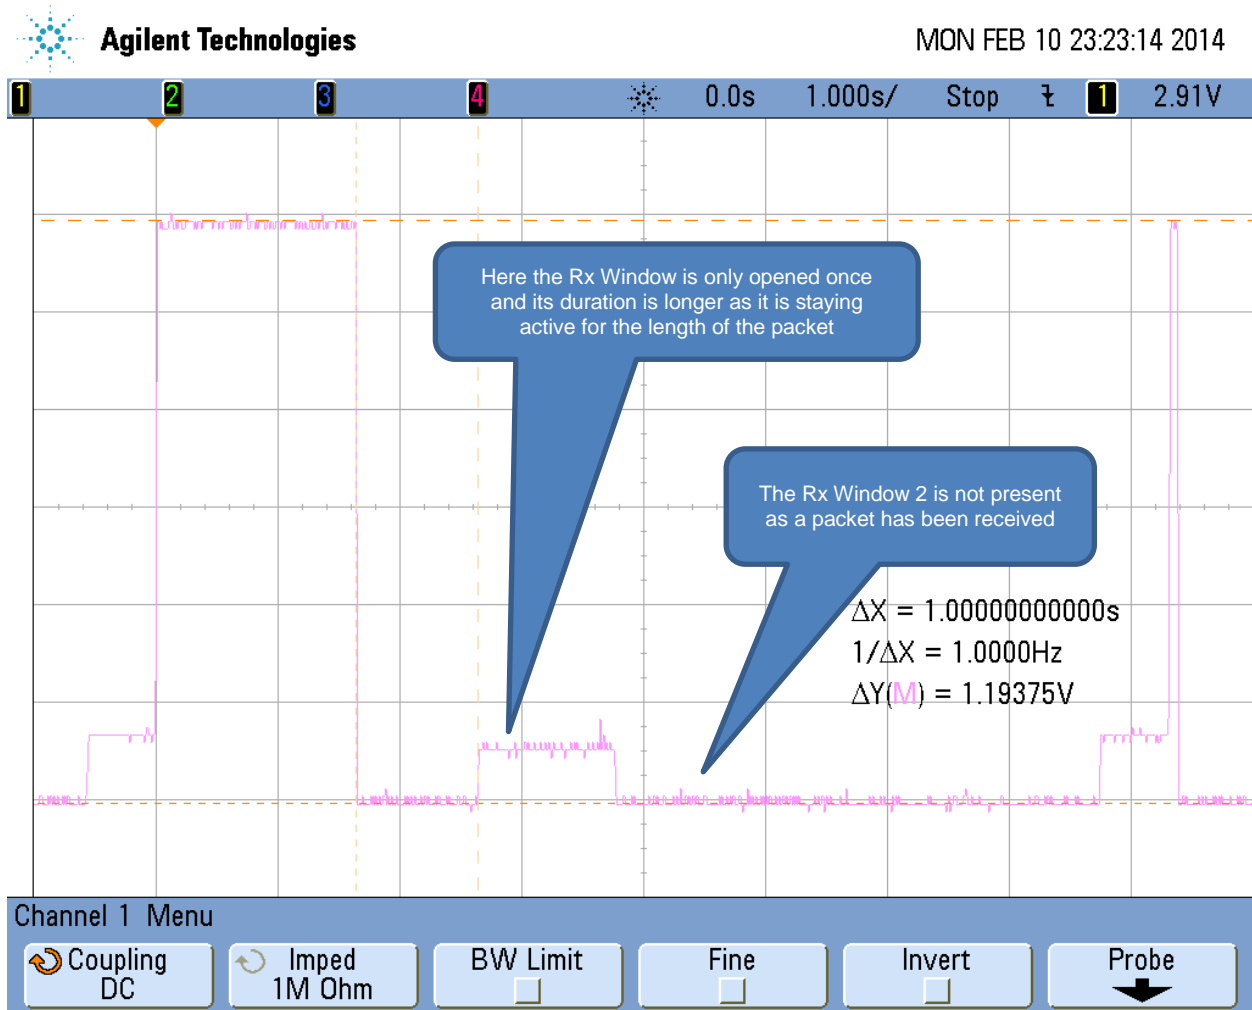 Agilent Technologies
MON FEB 10 23:23:14 2014
1 2 3 4 0.0s 1.000s/ Stop 1 2.91V
Here the Rx Window is only opened once
and its duration is longer as it is staying
active for the length of the packet
The Rx Window 2 is not present
as a packet has been received
ΔX = 1.00000000000s
1/ΔX = 1.0000Hz
ΔY(M) = 1.19375V
Channel 1 Menu
Coupling
DC
Imped
1M Ohm
BW Limit
Fine
Invert
Probe